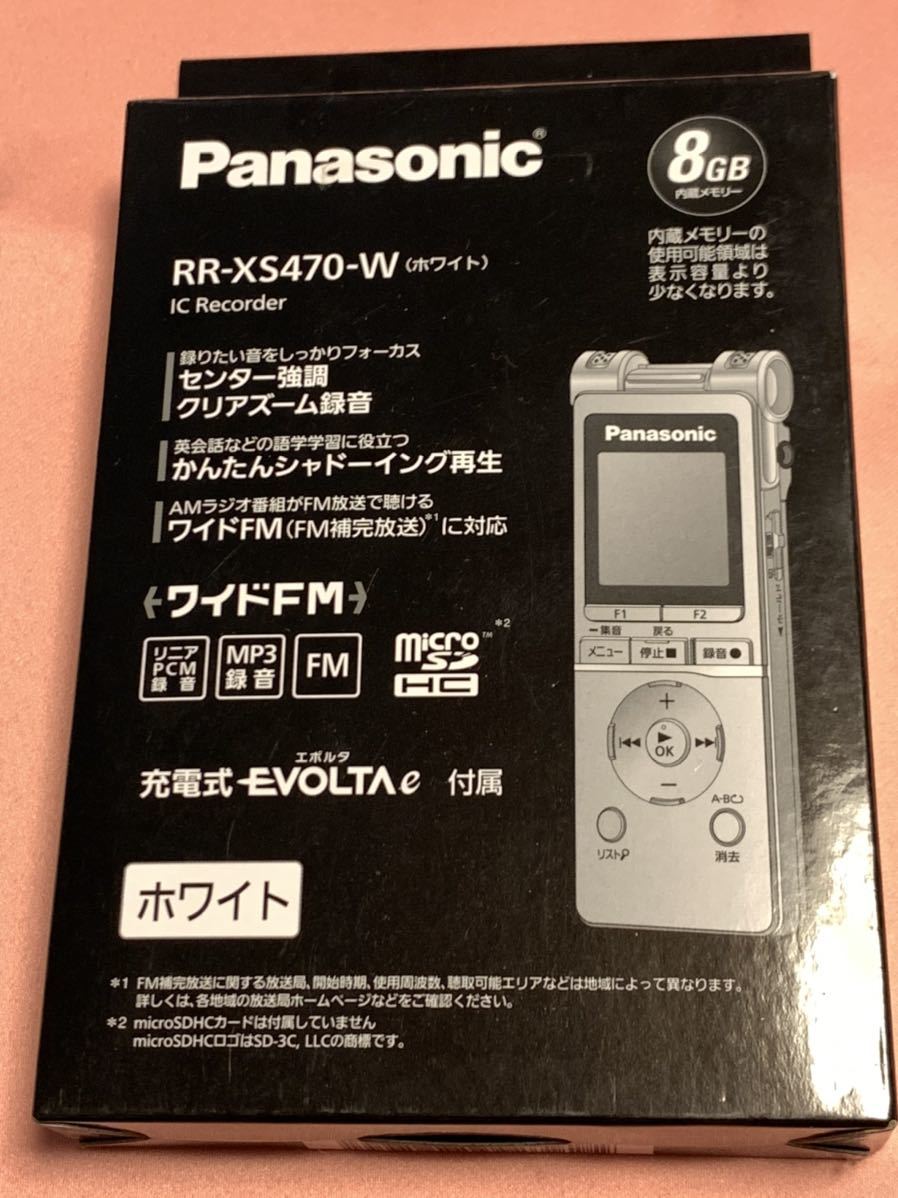 Panasonic®
8GB
内蔵メモリー
内蔵メモリーの
使用可能領域は
表示容量より
少なくなります。
RR-XS470-W（ホワイト）
IC Recorder
録りたい音をしっかりフォーカス
センター強調
クリアズーム録音
英会話などの語学学習に役立つ
かんたんシャドーイング再生
AMラジオ番組がFM放送で聴ける
ワイドFM（FM補完放送）*1に対応
ワイドFM
リニア
PCM
録音
MP3
録音
FM
micro
SD
HC
™
*2
エボルタ
充電式EVOLTAe 付属
ホワイト
Panasonic
F1 F2
集音 戻る
メニュー 停止■ 録音●
+
OK
−
A-B
リスト
消去
*1 FM補完放送に関する放送局、開始時期、使用周波数、聴取可能エリアなどは地域によって異なります。
詳しくは、各地域の放送局ホームページなどをご確認ください。
*2 microSDHCカードは付属していません
microSDHCロゴはSD-3C, LLCの商標です。